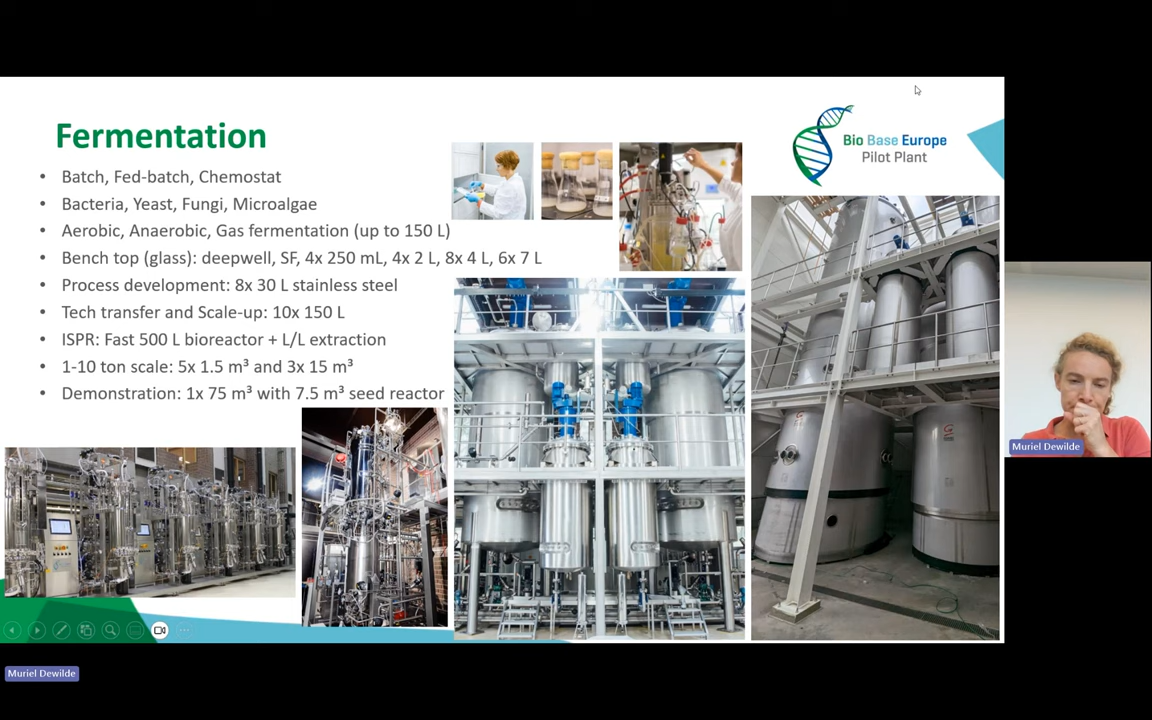 Fermentation
Bio Base Europe
Pilot Plant
• Batch, Fed-batch, Chemostat
• Bacteria, Yeast, Fungi, Microalgae
• Aerobic, Anaerobic, Gas fermentation (up to 150 L)
• Bench top (glass): deepwell, SF, 4x 250 mL, 4x 2 L, 8x 4 L, 6x 7 L
• Process development: 8x 30 L stainless steel
• Tech transfer and Scale-up: 10x 150 L
• ISPR: Fast 500 L bioreactor + L/L extraction
• 1-10 ton scale: 5x 1.5 m³ and 3x 15 m³
• Demonstration: 1x 75 m³ with 7.5 m³ seed reactor
Muriel Dewilde
Muriel Dewilde